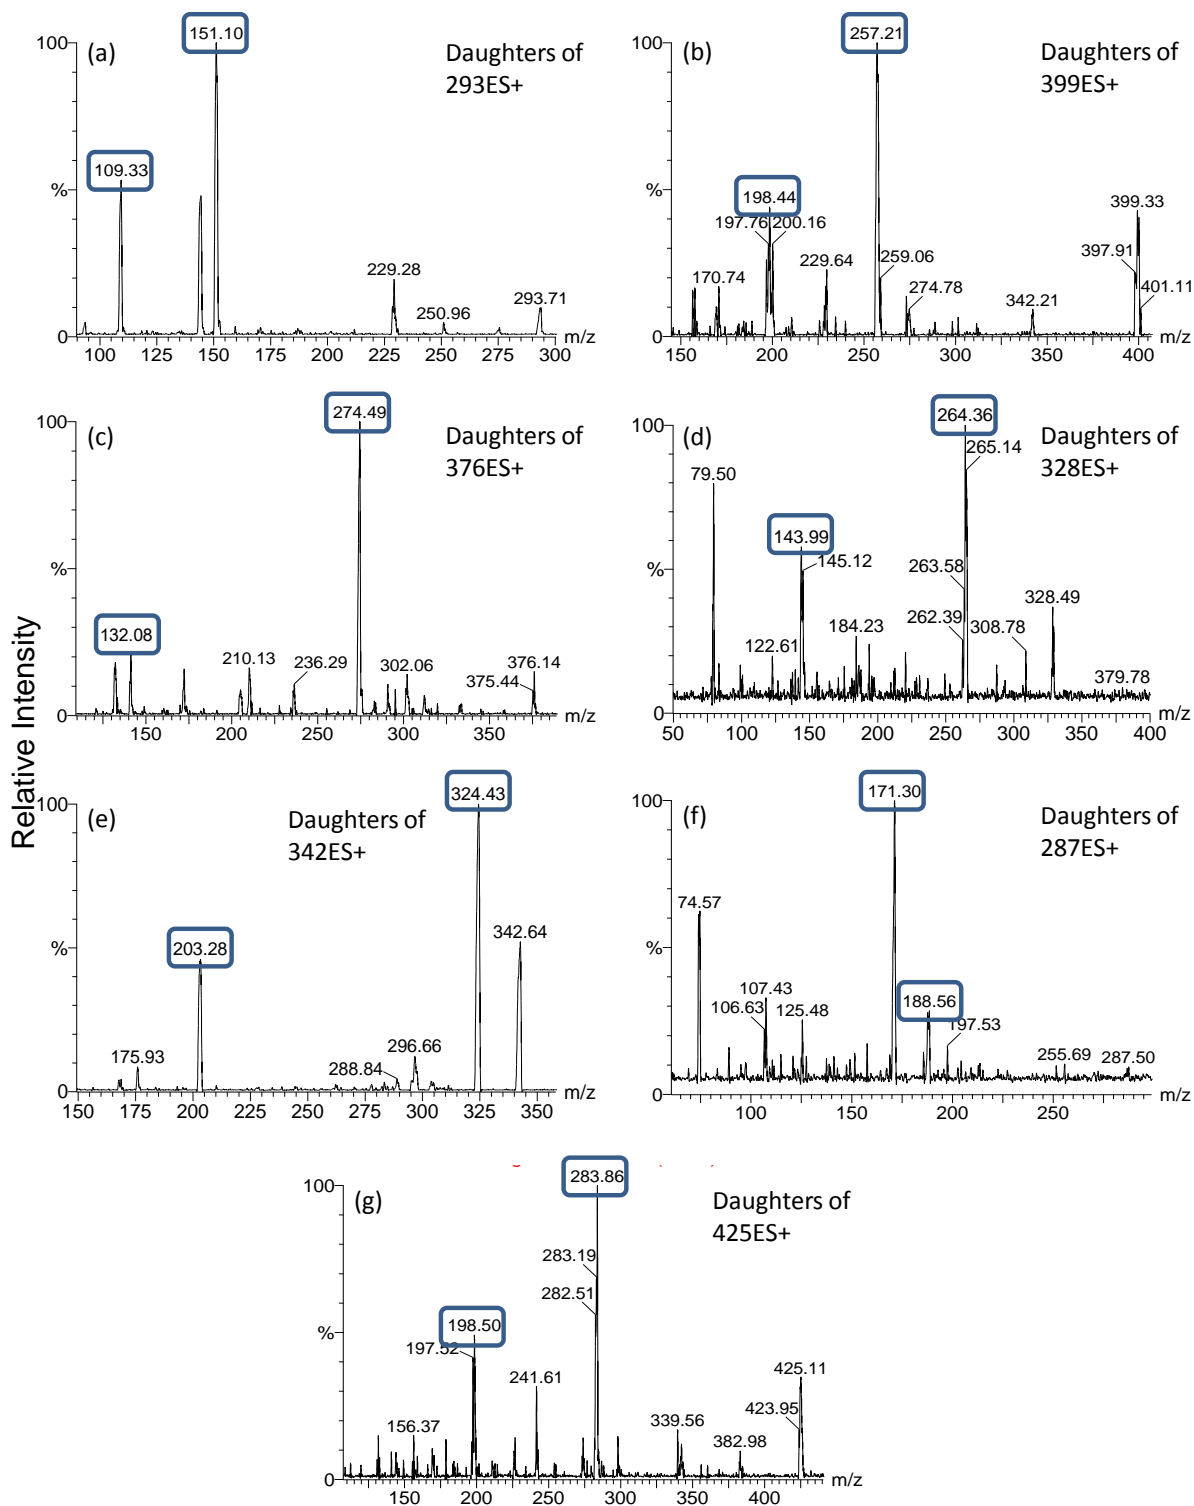 Relative Intensity
(a)
Daughters of
293ES+
100
%
0
151.10
109.33
229.28
250.96
293.71
100 150 200 250 300 m/z
(b)
Daughters of
399ES+
100
%
0
257.21
198.44
197.76 200.16
170.74
229.64
259.06
274.78
342.21
399.33
397.91
401.11
150 200 250 300 350 400 m/z
(c)
Daughters of
376ES+
100
%
0
274.49
132.08
210.13
236.29
302.06
376.14
375.44
150 200 250 300 350 m/z
(d)
Daughters of
328ES+
100
%
0
264.36
265.14
79.50
143.99
145.12
263.58
262.39
328.49
308.78
184.23
122.61
379.78
50 100 150 200 250 300 350 400 m/z
(e)
Daughters of
342ES+
100
%
0
324.43
342.64
203.28
175.93
296.66
288.84
150 175 200 225 250 275 300 325 350 m/z
(f)
Daughters of
287ES+
100
%
0
171.30
74.57
107.43
106.63
125.48
188.56
197.53
255.69
287.50
100 150 200 250 m/z
(g)
Daughters of
425ES+
100
%
0
283.86
283.19
282.51
198.50
197.52
241.61
156.37
339.56
382.98
425.11
423.95
150 200 250 300 350 400 m/z